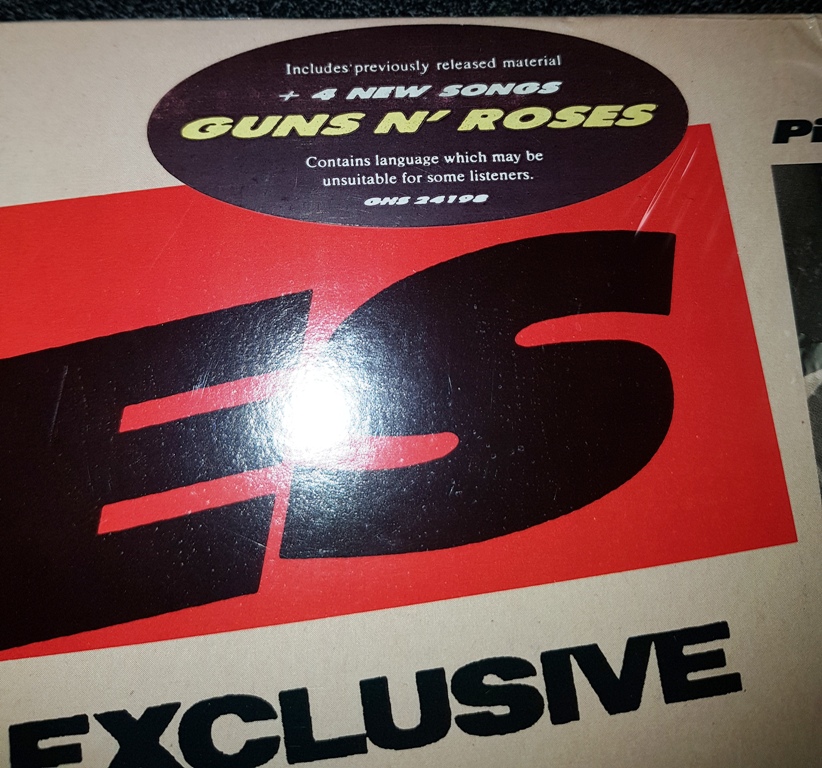 Includes previously released material
+ 4 NEW SONGS
GUNS N' ROSES
Contains language which may be
unsuitable for some listeners.
GHS 24198
Pi
ES
EXCLUSIVE